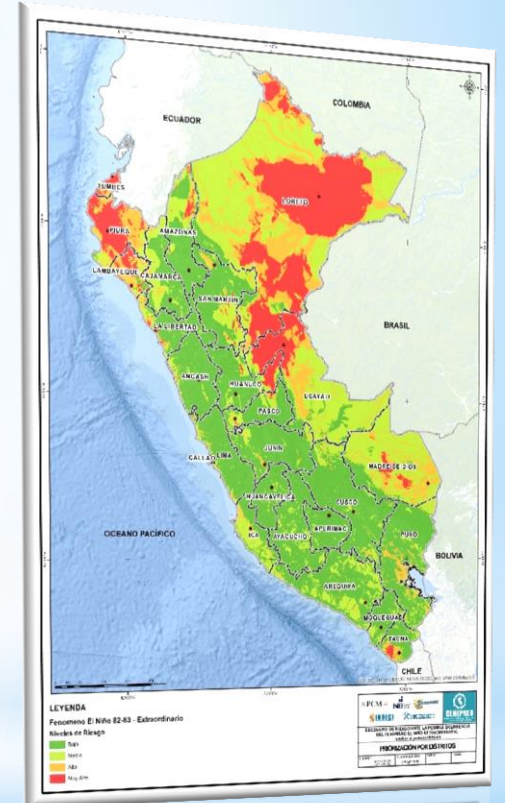 COLOMBIA
ECUADOR
TUMBES
LORETO
PIURA
AMAZONAS
LAMBAYEQUE
CAJAMARCA
SAN MARTIN
LA LIBERTAD
BRASIL
ANCASH
HUANUCO
UCAYALI
PASCO
JUNIN
CALLAO
LIMA
MADRE DE DIOS
HUANCAVELICA
CUSCO
OCEANO PACÍFICO
ICA
AYACUCHO
APURIMAC
PUNO
BOLIVIA
AREQUIPA
MOQUEGUA
TACNA
CHILE
LEYENDA
Fenomeno El Niño 82-83 - Extraordinario
Niveles de Riesgo
Bajo
Medio
Alto
Muy Alto
PCM
CENEPRED
PRIORIZACIÓN POR DISTRITOS